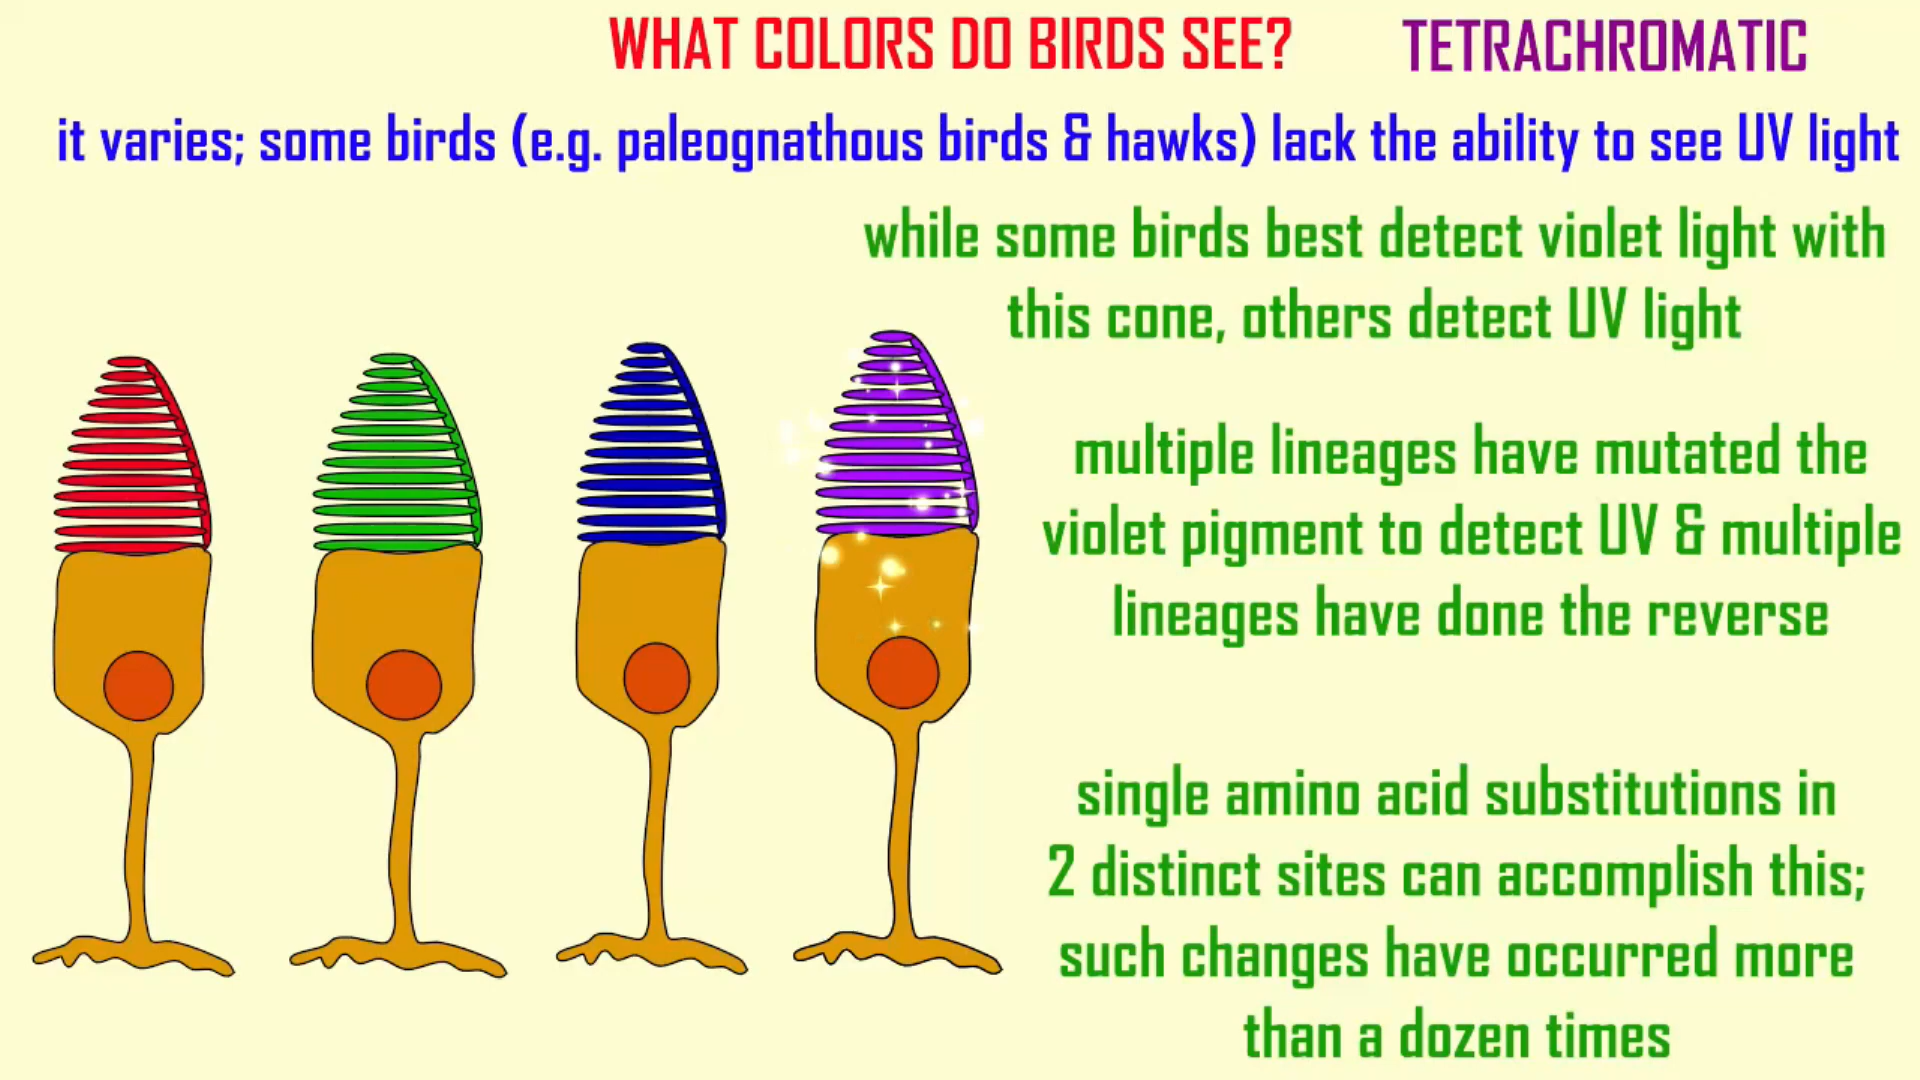 WHAT COLORS DO BIRDS SEE? TETRACHROMATIC
it varies; some birds (e.g. paleognathous birds & hawks) lack the ability to see UV light
while some birds best detect violet light with
this cone, others detect UV light
multiple lineages have mutated the
violet pigment to detect UV & multiple
lineages have done the reverse
single amino acid substitutions in
2 distinct sites can accomplish this;
such changes have occurred more
than a dozen times